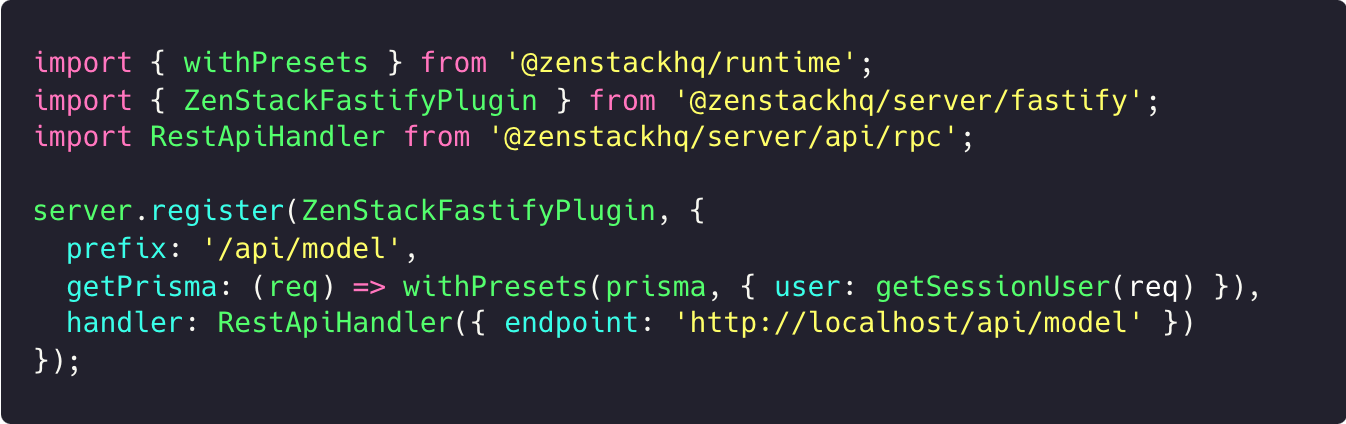 import { withPresets } from '@zenstackhq/runtime';
import { ZenStackFastifyPlugin } from '@zenstackhq/server/fastify';
import RestApiHandler from '@zenstackhq/server/api/rpc';

server.register(ZenStackFastifyPlugin, {
  prefix: '/api/model',
  getPrisma: (req) => withPresets(prisma, { user: getSessionUser(req) }),
  handler: RestApiHandler({ endpoint: 'http://localhost/api/model' })
});